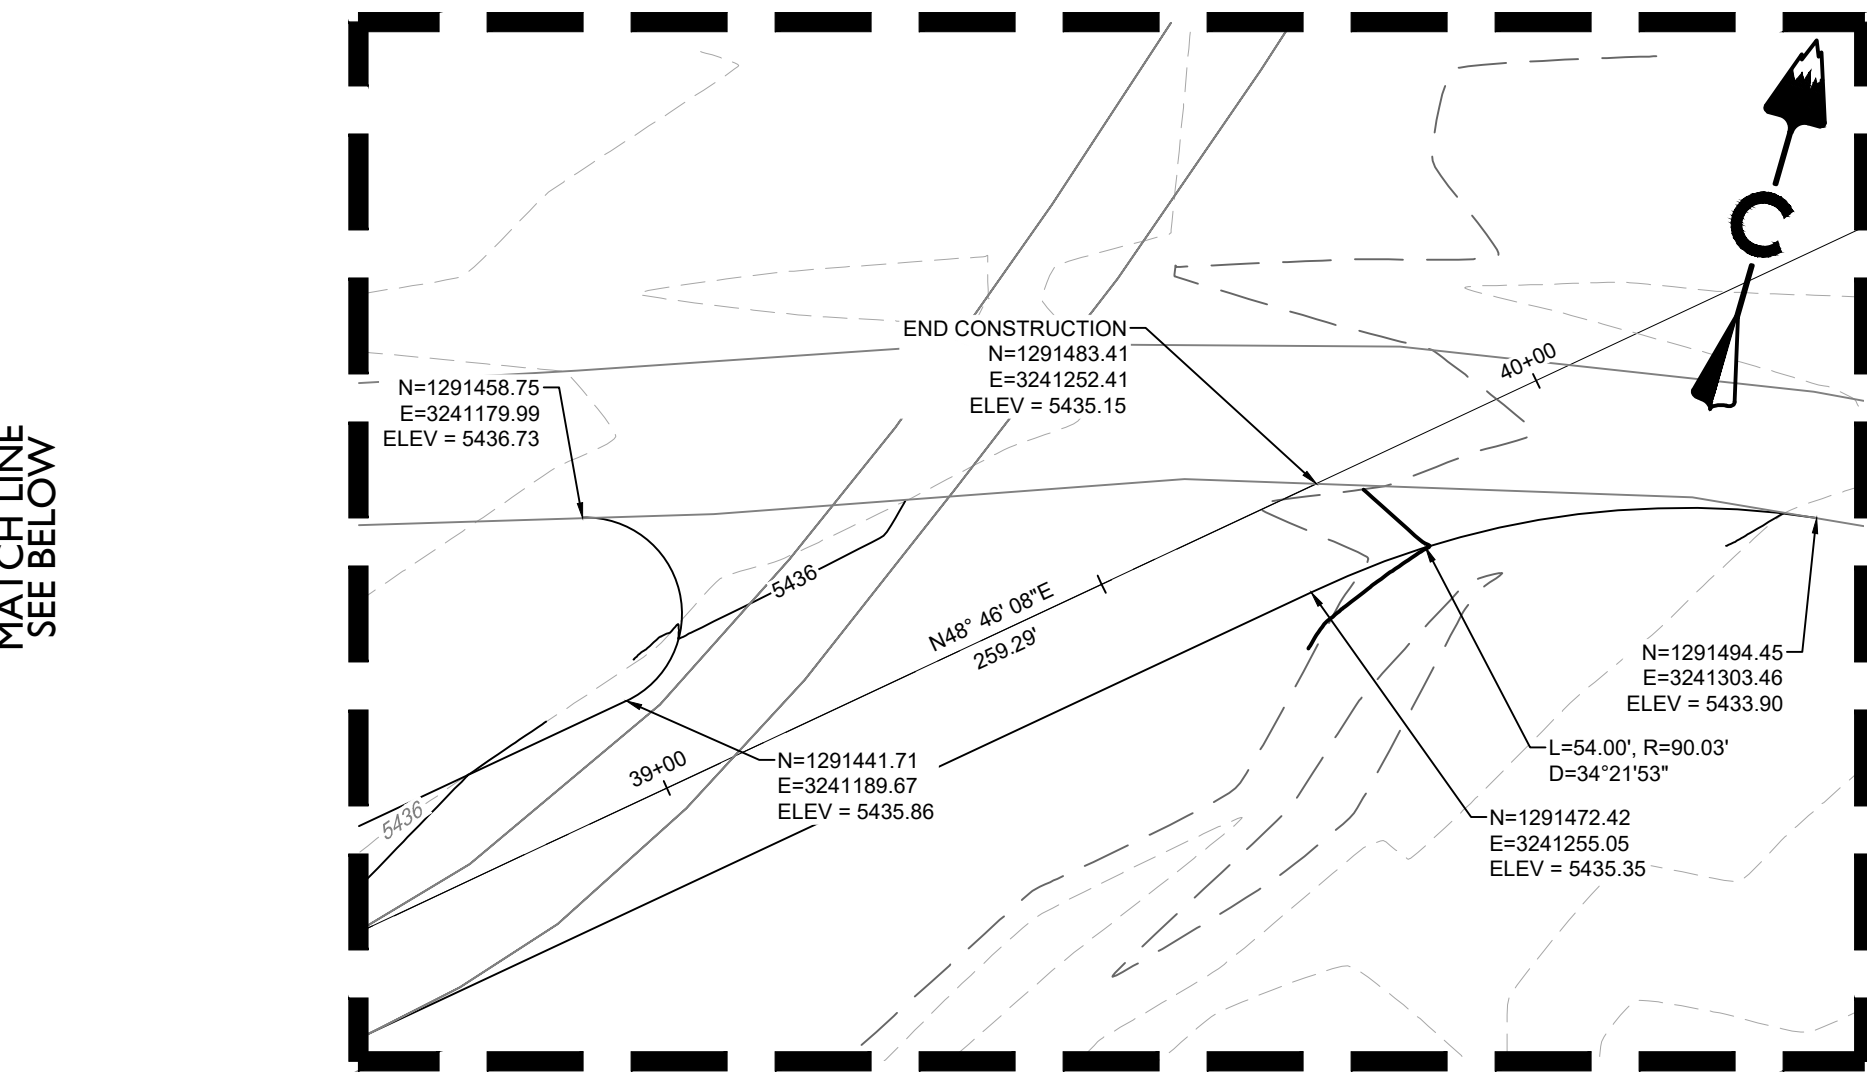 MATCH LINE
SEE BELOW
END CONSTRUCTION
N=1291483.41
E=3241252.41
ELEV = 5435.15
N=1291458.75
E=3241179.99
ELEV = 5436.73
40+00
5436
N48° 46' 08"E
259.29'
39+00
N=1291441.71
E=3241189.67
ELEV = 5435.86
5436
N=1291494.45
E=3241303.46
ELEV = 5433.90
L=54.00', R=90.03'
D=34°21'53"
N=1291472.42
E=3241255.05
ELEV = 5435.35